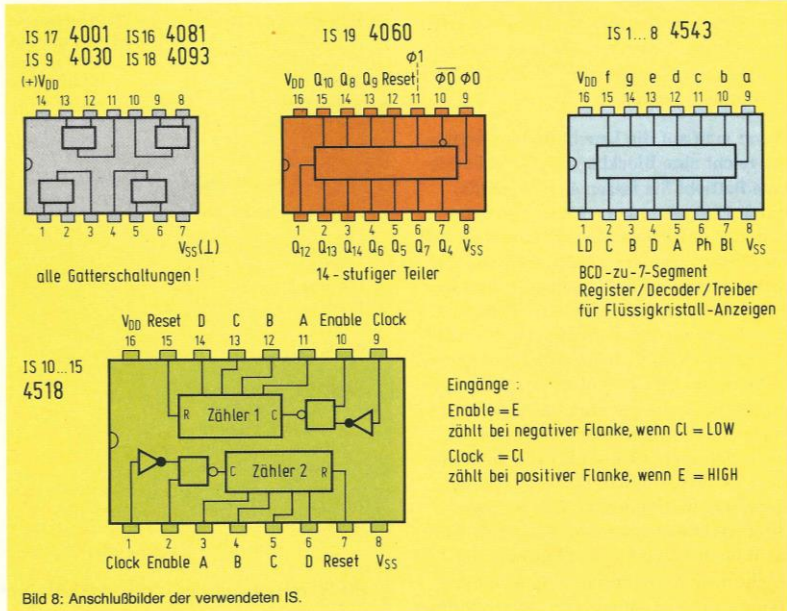 IS 17 4001 IS 16 4081
IS 9 4030 IS 18 4093
(+)VDD
14 13 12 11 10 9 8
1 2 3 4 5 6 7
VSS(⊥)
alle Gatterschaltungen !
IS 19 4060
ϕ1
VDD Q10 Q8 Q9 Reset ϕ0 ϕ0
16 15 14 13 12 11 10 9
1 2 3 4 5 6 7 8
Q12 Q13 Q14 Q6 Q5 Q7 Q4 VSS
14-stufiger Teiler
IS 1...8 4543
VDD f g e d c b a
16 15 14 13 12 11 10 9
1 2 3 4 5 6 7 8
LD C B D A Ph Bl VSS
BCD-zu-7-Segment
Register/Decoder/Treiber
für Flüssigkristall-Anzeigen
IS 10...15
4518
VDD Reset D C B A Enable Clock
16 15 14 13 12 11 10 9
R Zähler 1 C
C Zähler 2 R
1 2 3 4 5 6 7 8
Clock Enable A B C D Reset VSS
Eingänge :
Enable = E
zählt bei negativer Flanke, wenn Cl = LOW
Clock = Cl
zählt bei positiver Flanke, wenn E = HIGH
Bild 8: Anschlußbilder der verwendeten IS.